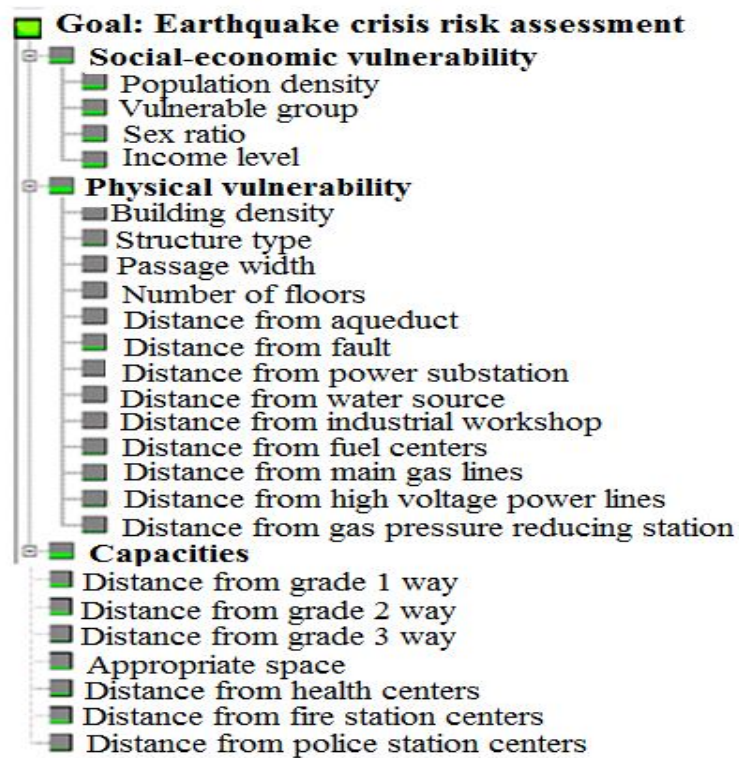 Goal: Earthquake crisis risk assessment
Social-economic vulnerability
Population density
Vulnerable group
Sex ratio
Income level
Physical vulnerability
Building density
Structure type
Passage width
Number of floors
Distance from aqueduct
Distance from fault
Distance from power substation
Distance from water source
Distance from industrial workshop
Distance from fuel centers
Distance from main gas lines
Distance from high voltage power lines
Distance from gas pressure reducing station
Capacities
Distance from grade 1 way
Distance from grade 2 way
Distance from grade 3 way
Appropriate space
Distance from health centers
Distance from fire station centers
Distance from police station centers